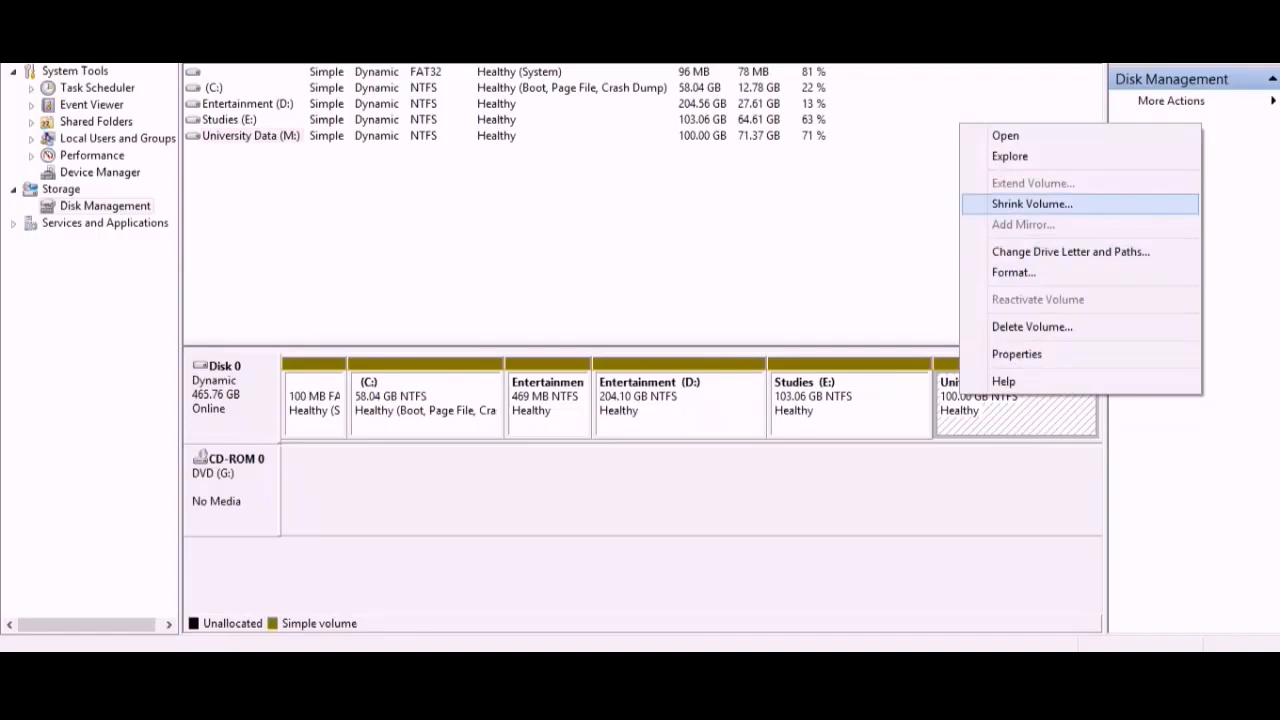 System Tools
Task Scheduler
Event Viewer
Shared Folders
Local Users and Groups
Performance
Device Manager
Storage
Disk Management
Services and Applications
Simple Dynamic FAT32 Healthy (System) 96 MB 78 MB 81 %
(C:) Simple Dynamic NTFS Healthy (Boot, Page File, Crash Dump) 58.04 GB 12.78 GB 22 %
Entertainment (D:) Simple Dynamic NTFS Healthy 204.56 GB 27.61 GB 13 %
Studies (E:) Simple Dynamic NTFS Healthy 103.06 GB 64.61 GB 63 %
University Data (M:) Simple Dynamic NTFS Healthy 100.00 GB 71.37 GB 71 %
Disk Management
More Actions
Open
Explore
Extend Volume...
Shrink Volume...
Add Mirror...
Change Drive Letter and Paths...
Format...
Reactivate Volume
Delete Volume...
Properties
Help
Disk 0
Dynamic
465.76 GB
Online
100 MB FA
Healthy (S
(C:)
58.04 GB NTFS
Healthy (Boot, Page File, Cra
Entertainmen
469 MB NTFS
Healthy
Entertainment (D:)
204.10 GB NTFS
Healthy
Studies (E:)
103.06 GB NTFS
Healthy
Uni
100.00 GB NTFS
Healthy
CD-ROM 0
DVD (G:)
No Media
Unallocated Simple volume